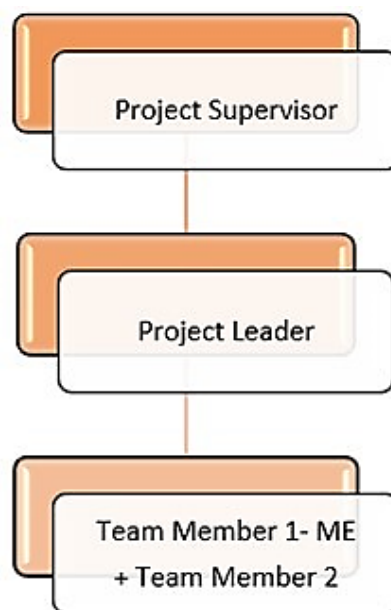 Project Supervisor
Project Leader
Team Member 1- ME
+ Team Member 2